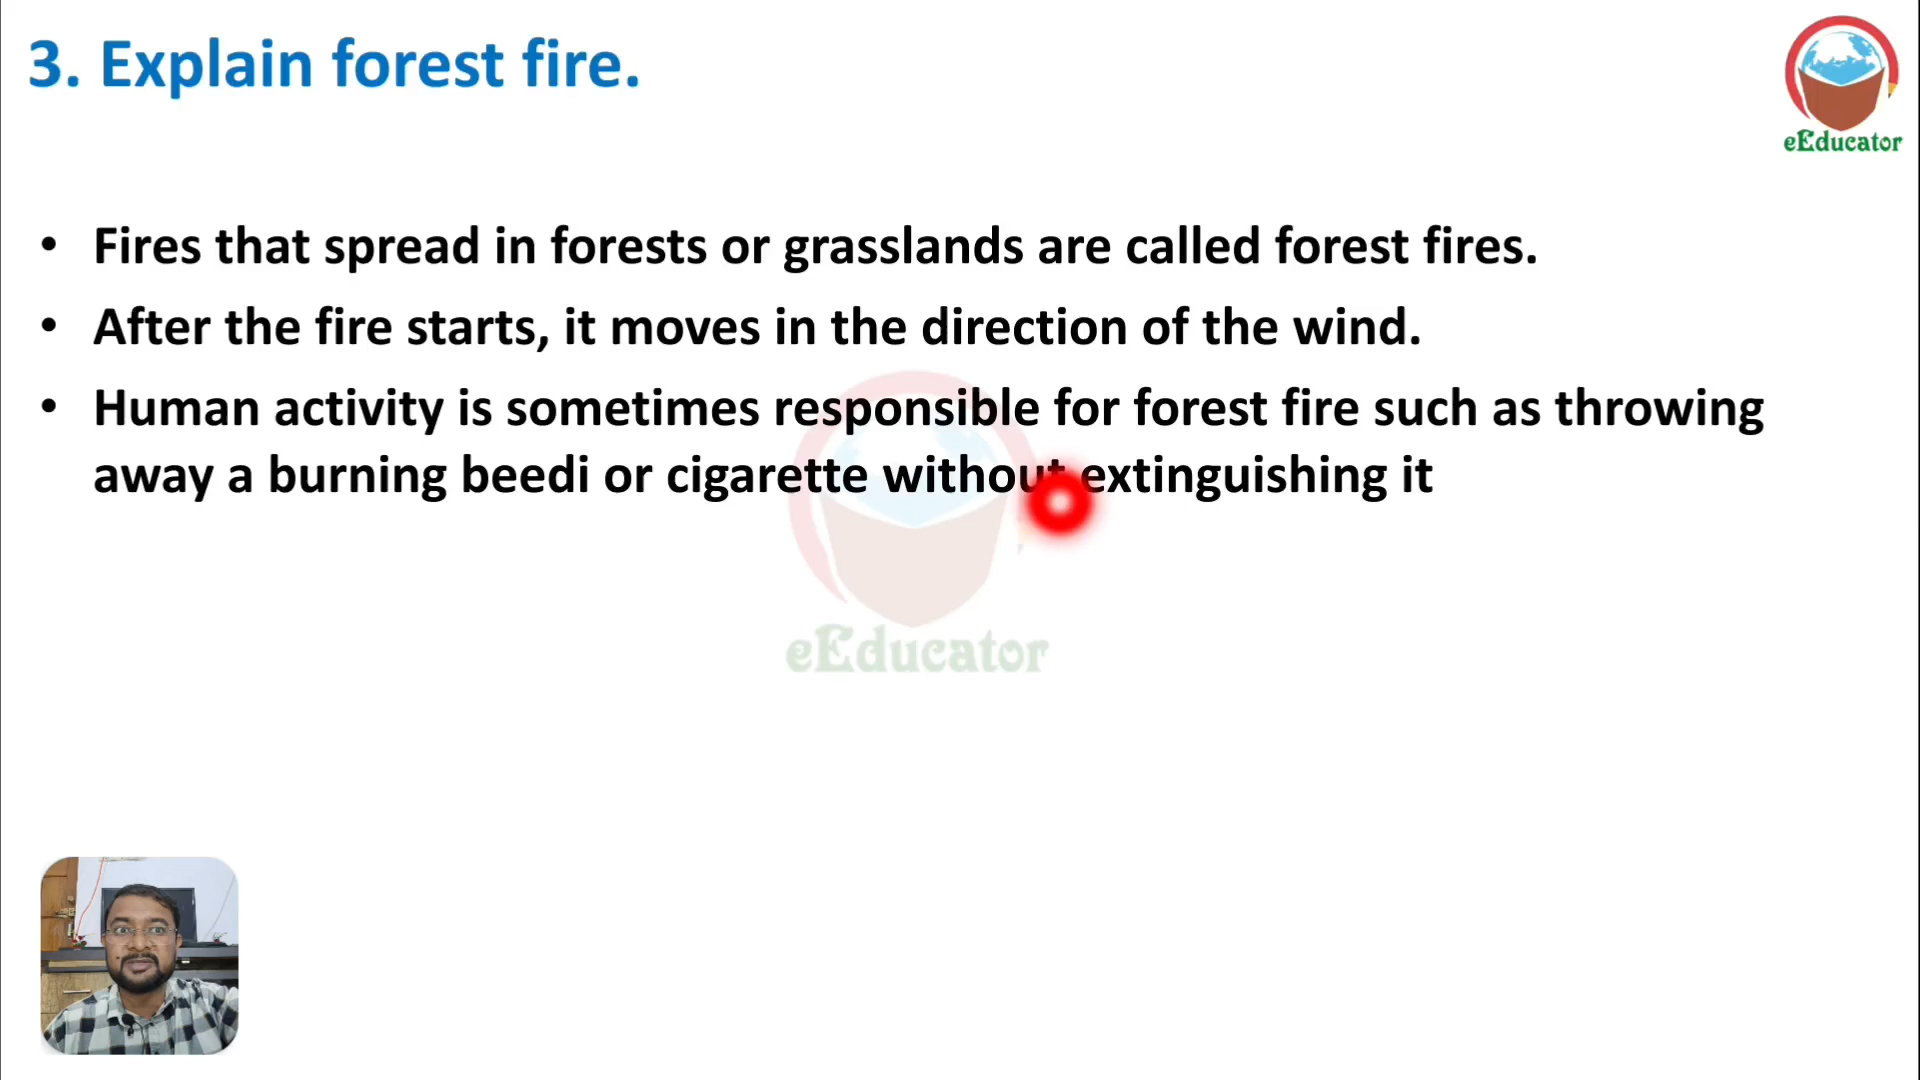 3. Explain forest fire.
eEducator
• Fires that spread in forests or grasslands are called forest fires.
• After the fire starts, it moves in the direction of the wind.
• Human activity is sometimes responsible for forest fire such as throwing
away a burning beedi or cigarette without extinguishing it
eEducator